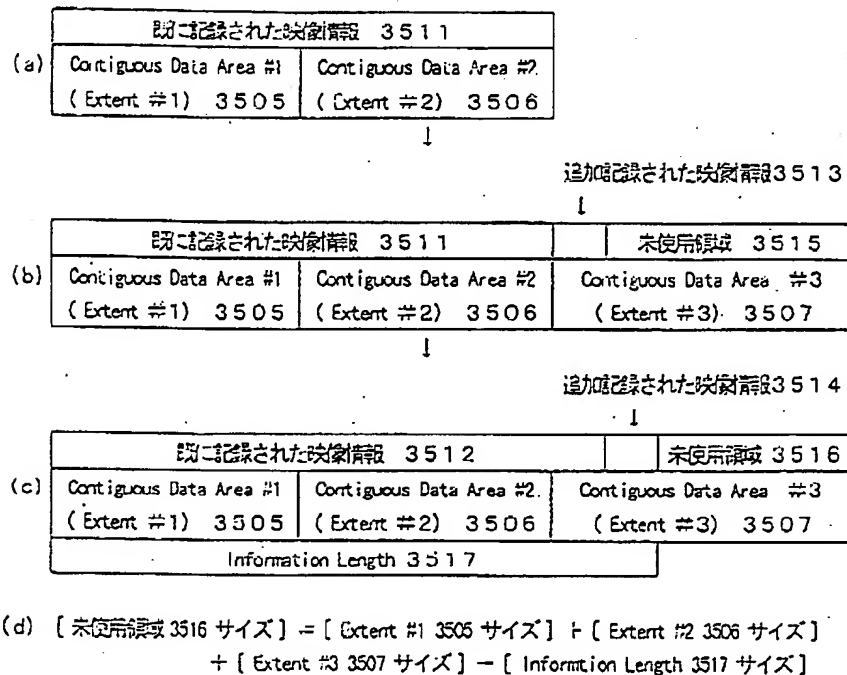 既に記録された映像情報 3511
(a)
Contiguous Data Area #1
(Extent #1) 3505
Contiguous Data Area #2
(Extent #2) 3506
↓
追加記録された映像情報3513
↓
既に記録された映像情報 3511
未使用領域 3515
(b)
Contiguous Data Area #1
(Extent #1) 3505
Contiguous Data Area #2
(Extent #2) 3506
Contiguous Data Area #3
(Extent #3) 3507
↓
追加記録された映像情報3514
↓
既に記録された映像情報 3512
未使用領域 3516
(c)
Contiguous Data Area #1
(Extent #1) 3505
Contiguous Data Area #2
(Extent #2) 3506
Contiguous Data Area #3
(Extent #3) 3507
Information Length 3517
(d) [ 未使用領域 3516 サイズ ] = [ Extent #1 3505 サイズ ] + [ Extent #2 3506 サイズ ]
+ [ Extent #3 3507 サイズ ] − [ Informtion Length 3517 サイズ ]